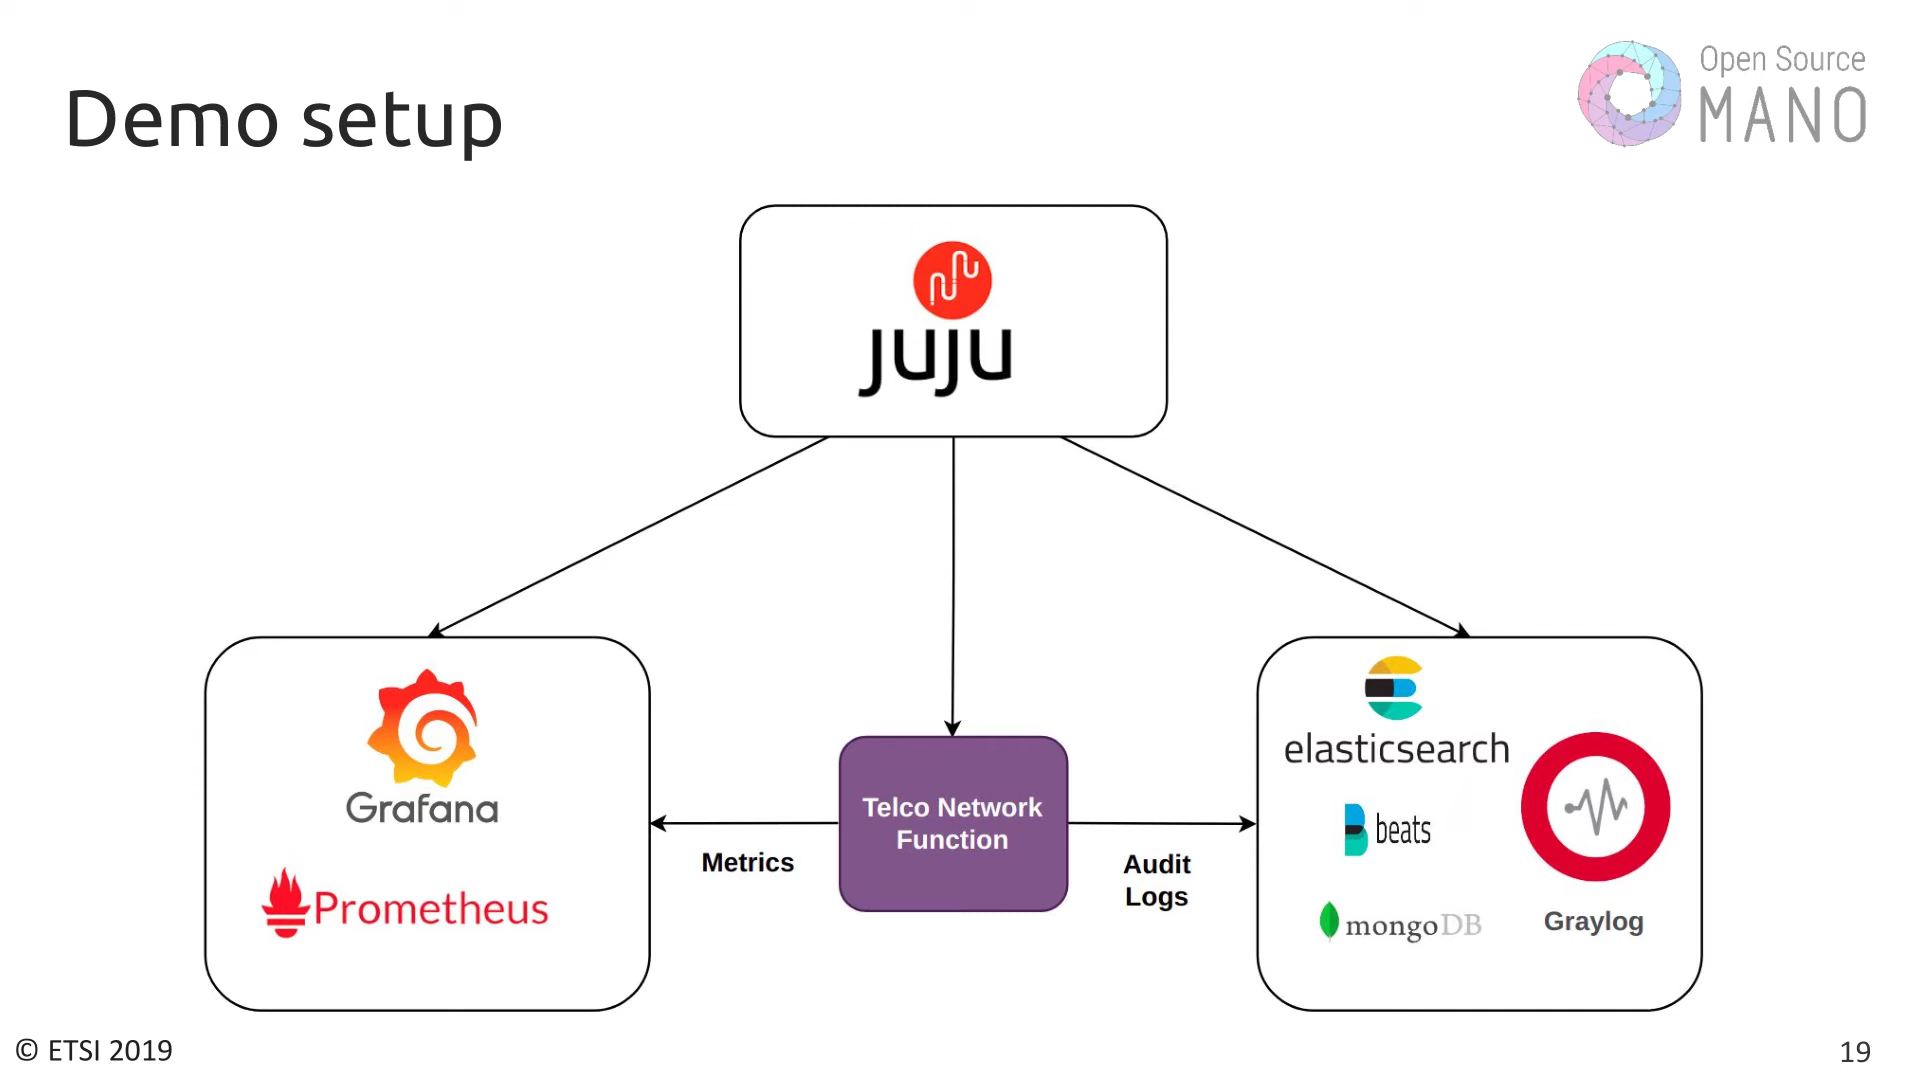 Open Source
MANO
Demo setup
juju
Grafana
Prometheus
Metrics
Telco Network
Function
Audit
Logs
elasticsearch
beats
mongoDB
Graylog
© ETSI 2019
19